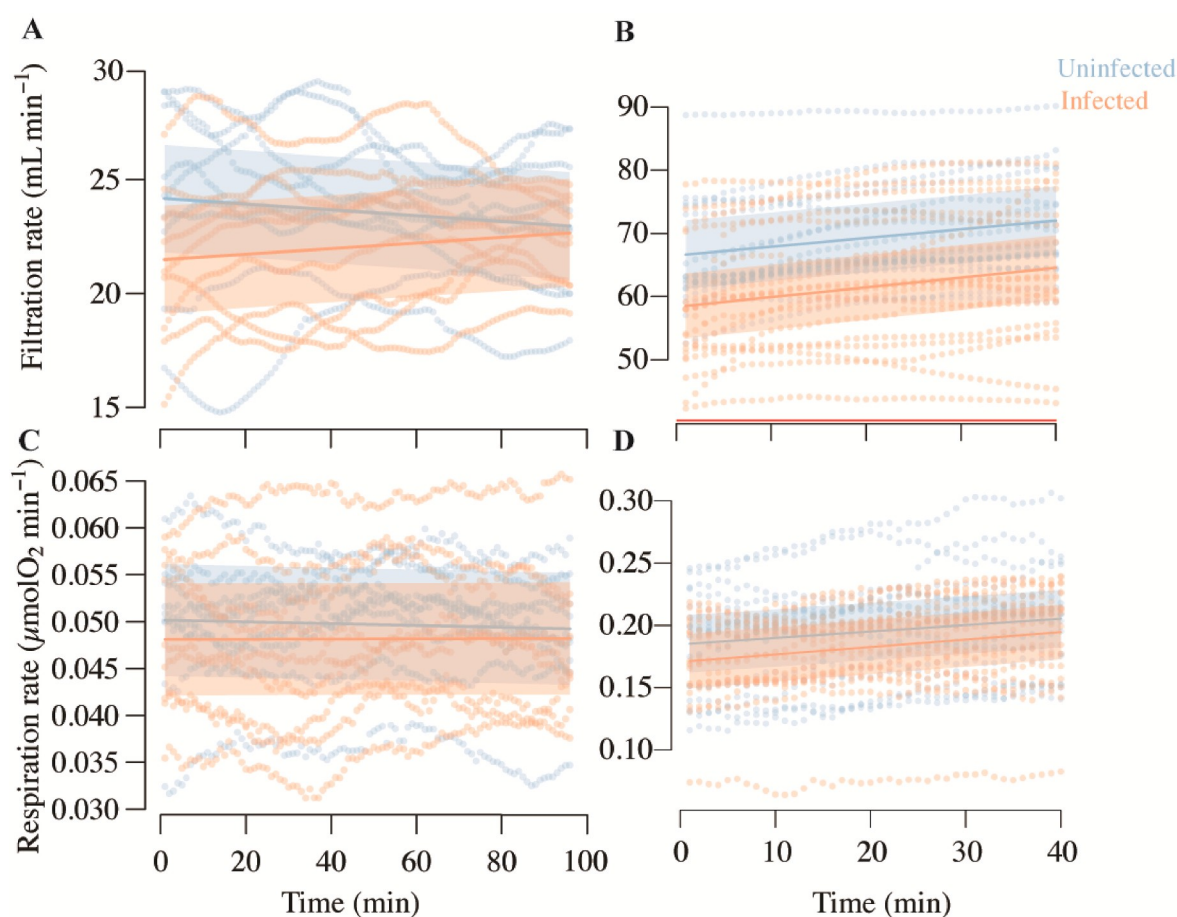 A
B
Filtration rate (mL min⁻¹)
30
25
20
15
Uninfected
Infected
90
80
70
60
50
C
D
Respiration rate (μmolO₂ min⁻¹)
0.065
0.060
0.055
0.050
0.045
0.040
0.035
0.030
0.30
0.25
0.20
0.15
0.10
0 20 40 60 80 100
0 10 20 30 40
Time (min)
Time (min)